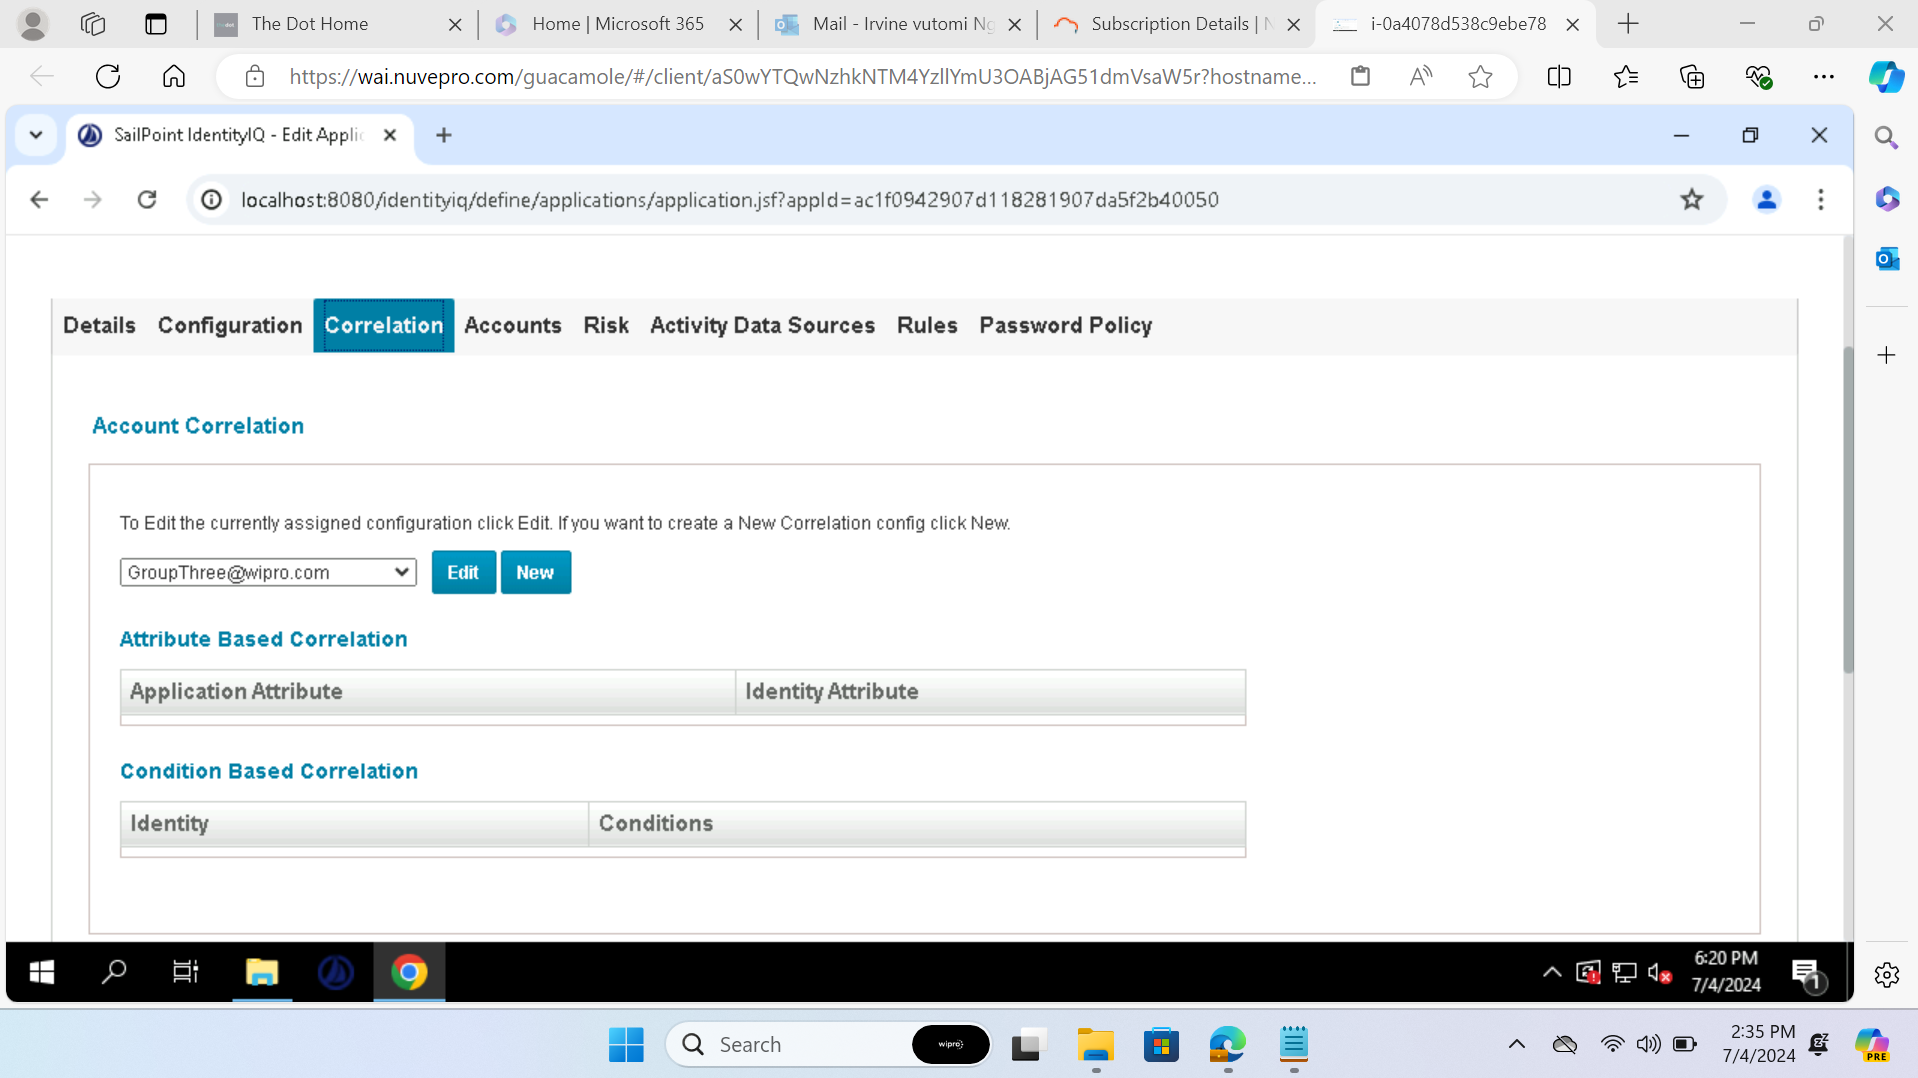 The Dot Home
Home | Microsoft 365
Mail - Irvine vutomi Ng
Subscription Details | N
i-0a4078d538c9ebe78
https://wai.nuvepro.com/guacamole/#/client/aS0wYTQwNzhkNTM4YzllYmU3OABjAG51dmVsaW5r?hostname...
SailPoint IdentityIQ - Edit Applic
localhost:8080/identityiq/define/applications/application.jsf?appId=ac1f0942907d118281907da5f2b40050
Details Configuration Correlation Accounts Risk Activity Data Sources Rules Password Policy
Account Correlation
To Edit the currently assigned configuration click Edit. If you want to create a New Correlation config click New.
GroupThree@wipro.com
Edit
New
Attribute Based Correlation
Application Attribute Identity Attribute
Condition Based Correlation
Identity Conditions
6:20 PM
7/4/2024
1
Search
wipro
2:35 PM
7/4/2024
PRE